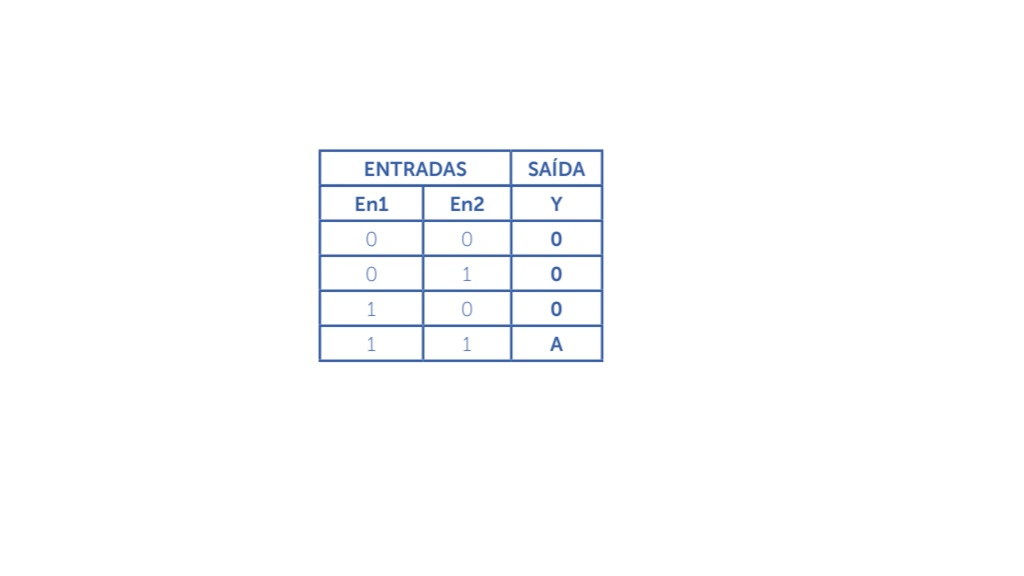 ENTRADAS SAÍDA
En1 En2 Y
0 0 0
0 1 0
1 0 0
1 1 A